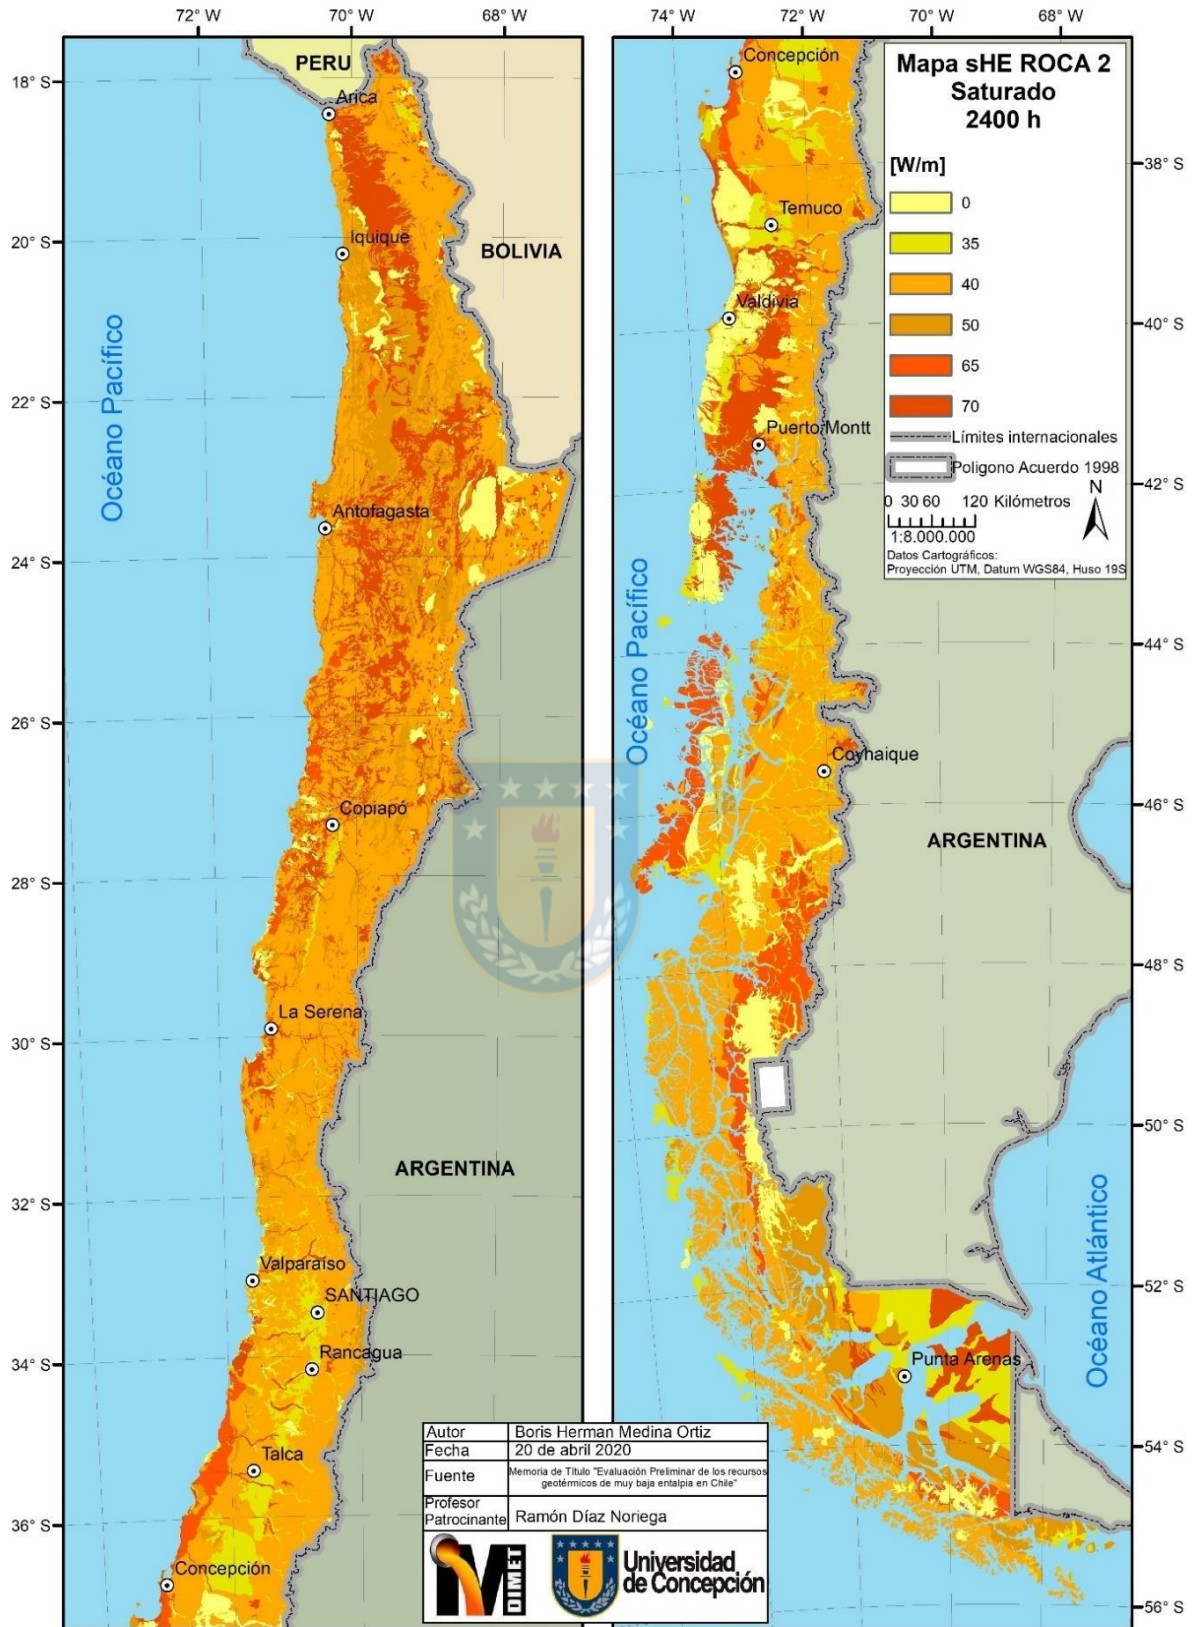 72° W
70° W
68° W
74° W
72° W
70° W
68° W
18° S
20° S
22° S
24° S
26° S
28° S
30° S
32° S
34° S
36° S
PERU
Arica
Iquique
BOLIVIA
Océano Pacífico
Antofagasta
Copiapó
La Serena
ARGENTINA
Valparaíso
SANTIAGO
Rancagua
Talca
Concepción
Concepción
Temuco
Valdivia
Puerto Montt
Océano Pacífico
Coyhaique
ARGENTINA
Punta Arenas
Océano Atlántico
Mapa sHE ROCA 2
Saturado
2400 h
[W/m]
0
35
40
50
65
70
Límites internacionales
Poligono Acuerdo 1998
0 30 60 120 Kilómetros
N
1:8.000.000
Datos Cartográficos:
Proyección UTM, Datum WGS84, Huso 19S
38° S
40° S
42° S
44° S
46° S
48° S
50° S
52° S
54° S
56° S
Autor Boris Herman Medina Ortiz
Fecha 20 de abril 2020
Fuente Memoria de Título "Evaluación Preliminar de los recursos
geotérmicos de muy baja entalpia en Chile"
Profesor
Patrocinante Ramón Díaz Noriega
DIMET
Universidad
de Concepción